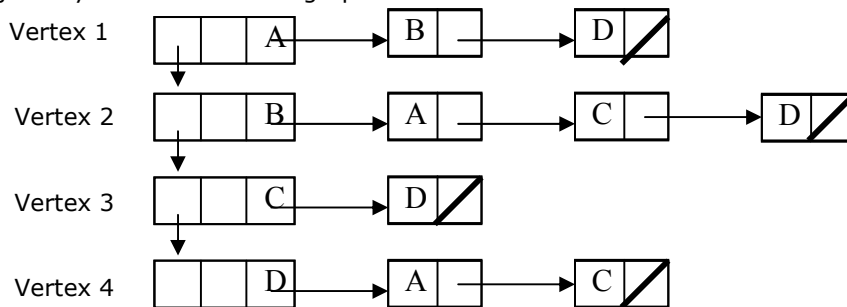 Vertex 1 A B D
Vertex 2 B A C D
Vertex 3 C D
Vertex 4 D A C